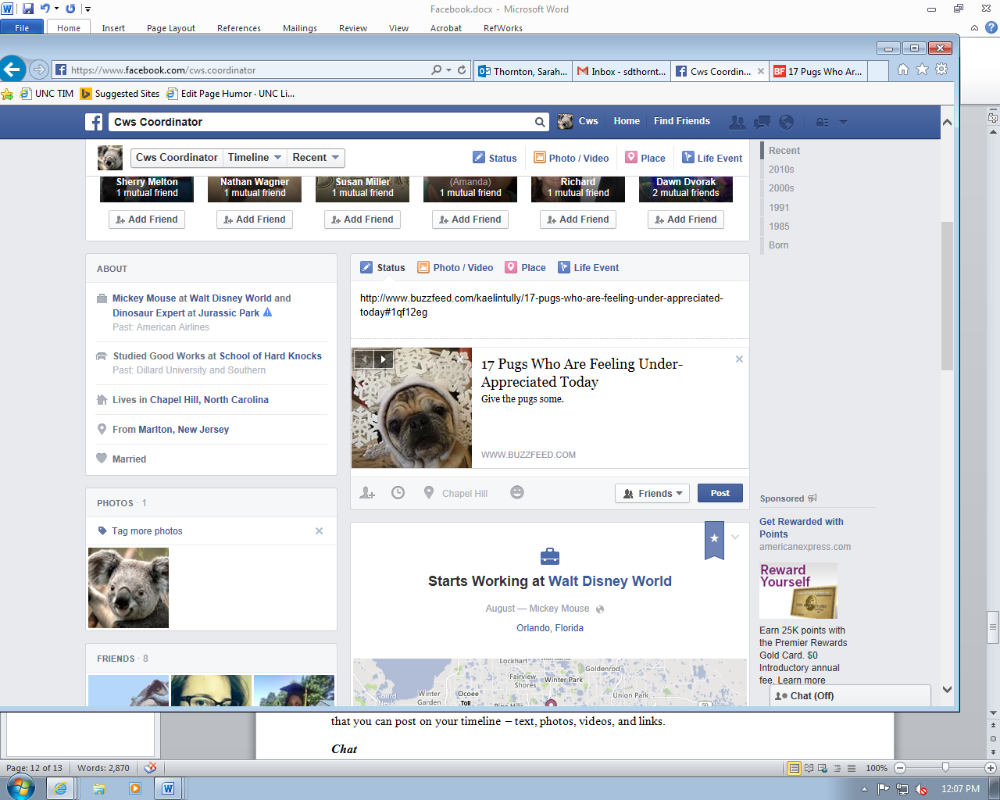 Facebook.docx - Microsoft Word
File Home Insert Page Layout References Mailings Review View Acrobat RefWorks
https://www.facebook.com/cws.coordinator
Thornton, Sarah... Inbox - sdthornt... Cws Coordin... BF 17 Pugs Who Ar...
UNC TIM Suggested Sites Edit Page Humor · UNC Li...
Cws Coordinator
Cws Home Find Friends
Cws Coordinator Timeline Recent
Status Photo / Video Place Life Event
Sherry Melton
1 mutual friend
Add Friend
Nathan Wagner
1 mutual friend
Add Friend
Susan Miller
1 mutual friend
Add Friend
(Amanda)
1 mutual friend
Add Friend
Richard
1 mutual friend
Add Friend
Dawn Dvorak
2 mutual friends
Add Friend
Recent
2010s
2000s
1991
1985
Born
ABOUT
Mickey Mouse at Walt Disney World and
Dinosaur Expert at Jurassic Park
Past: American Airlines
Studied Good Works at School of Hard Knocks
Past: Dillard University and Southern
Lives in Chapel Hill, North Carolina
From Marlton, New Jersey
Married
PHOTOS · 1
Tag more photos
FRIENDS · 8
Status Photo / Video Place Life Event
http://www.buzzfeed.com/kaelintully/17-pugs-who-are-feeling-under-appreciated-
today#1qf12eg
17 Pugs Who Are Feeling Under-
Appreciated Today
Give the pugs some.
WWW.BUZZFEED.COM
Chapel Hill
Friends
Post
Starts Working at Walt Disney World
August — Mickey Mouse
Orlando, Florida
Lockhart
Goldenrod
Fairview
Shores
Winter Park
Gourd
Neck
Winter
Garden
Ocoee
Toll
Pine Hills
Union Park
50
Sponsored
Get Rewarded with
Points
americanexpress.com
Reward
Yourself
Earn 25K points with
the Premier Rewards
Gold Card. $0
Introductory annual
fee. Learn more
Chat (Off)
that you can post on your timeline – text, photos, videos, and links.
Chat
Page: 12 of 13 Words: 2,870
100%
12:07 PM